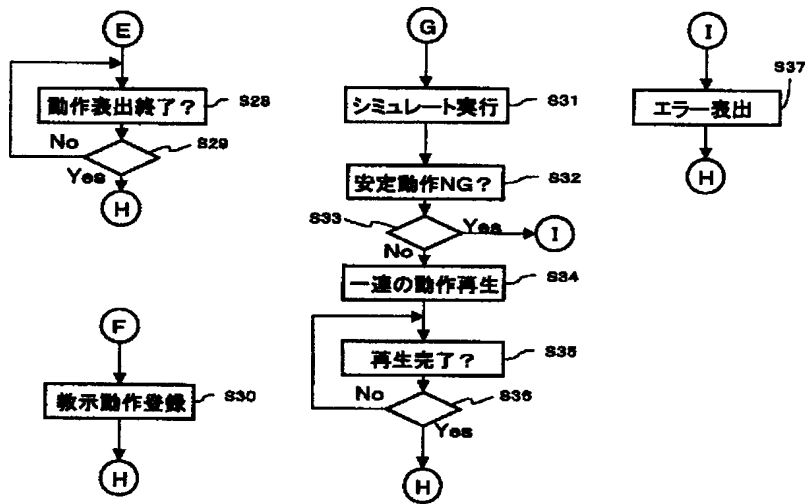 E
動作表出終了？
S28
No
S29
Yes
H
F
教示動作登録
S30
H
G
シミュレート実行
S31
安定動作NG？
S32
S33
Yes
I
No
一連の動作再生
S34
再生完了？
S35
No
S36
Yes
H
I
S37
エラー表出
H